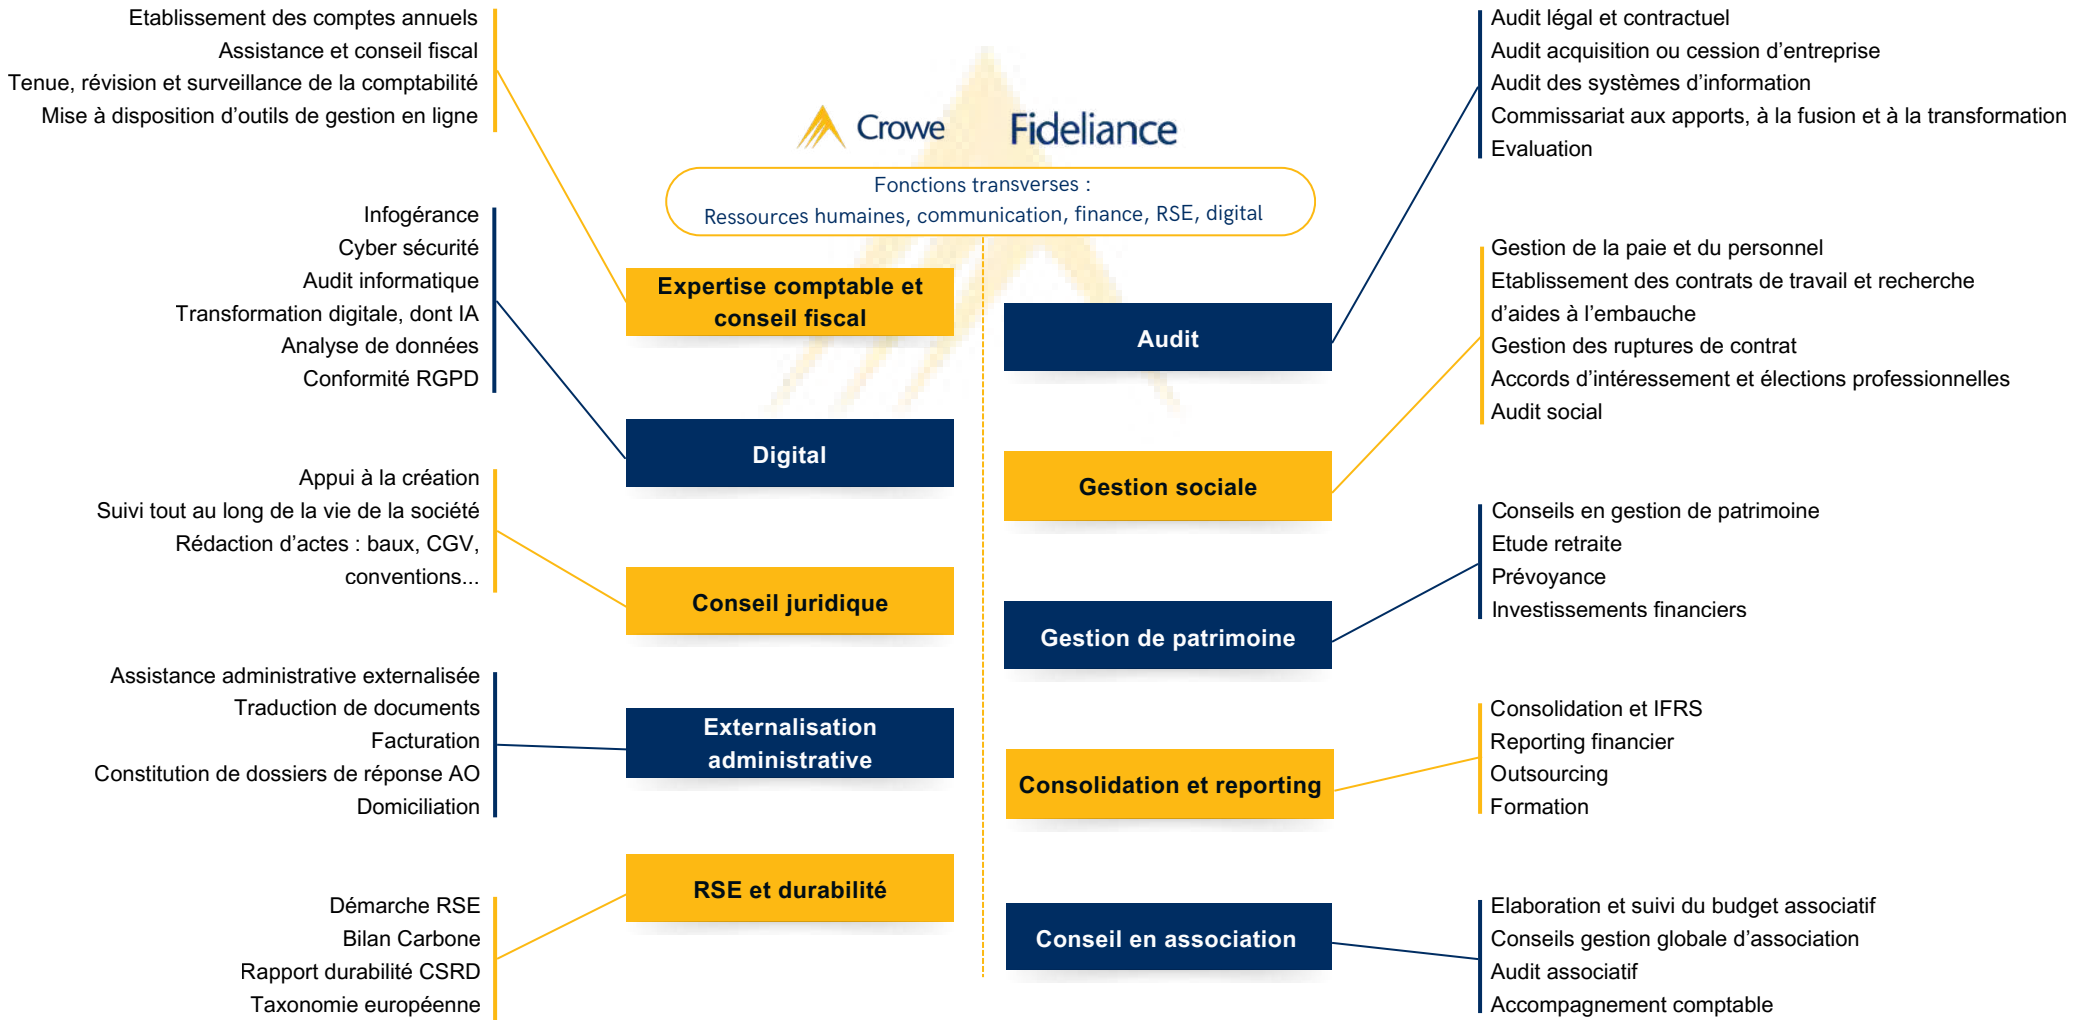 Crowe Fideliance
Fonctions transverses :
Ressources humaines, communication, finance, RSE, digital
Etablissement des comptes annuels
Assistance et conseil fiscal
Tenue, révision et surveillance de la comptabilité
Mise à disposition d’outils de gestion en ligne
Expertise comptable et
conseil fiscal
Infogérance
Cyber sécurité
Audit informatique
Transformation digitale, dont IA
Analyse de données
Conformité RGPD
Digital
Appui à la création
Suivi tout au long de la vie de la société
Rédaction d’actes : baux, CGV,
conventions...
Conseil juridique
Assistance administrative externalisée
Traduction de documents
Facturation
Constitution de dossiers de réponse AO
Domiciliation
Externalisation
administrative
Démarche RSE
Bilan Carbone
Rapport durabilité CSRD
Taxonomie européenne
RSE et durabilité
Audit
Audit légal et contractuel
Audit acquisition ou cession d’entreprise
Audit des systèmes d’information
Commissariat aux apports, à la fusion et à la transformation
Evaluation
Gestion sociale
Gestion de la paie et du personnel
Etablissement des contrats de travail et recherche
d’aides à l’embauche
Gestion des ruptures de contrat
Accords d’intéressement et élections professionnelles
Audit social
Gestion de patrimoine
Conseils en gestion de patrimoine
Etude retraite
Prévoyance
Investissements financiers
Consolidation et reporting
Consolidation et IFRS
Reporting financier
Outsourcing
Formation
Conseil en association
Elaboration et suivi du budget associatif
Conseils gestion globale d’association
Audit associatif
Accompagnement comptable